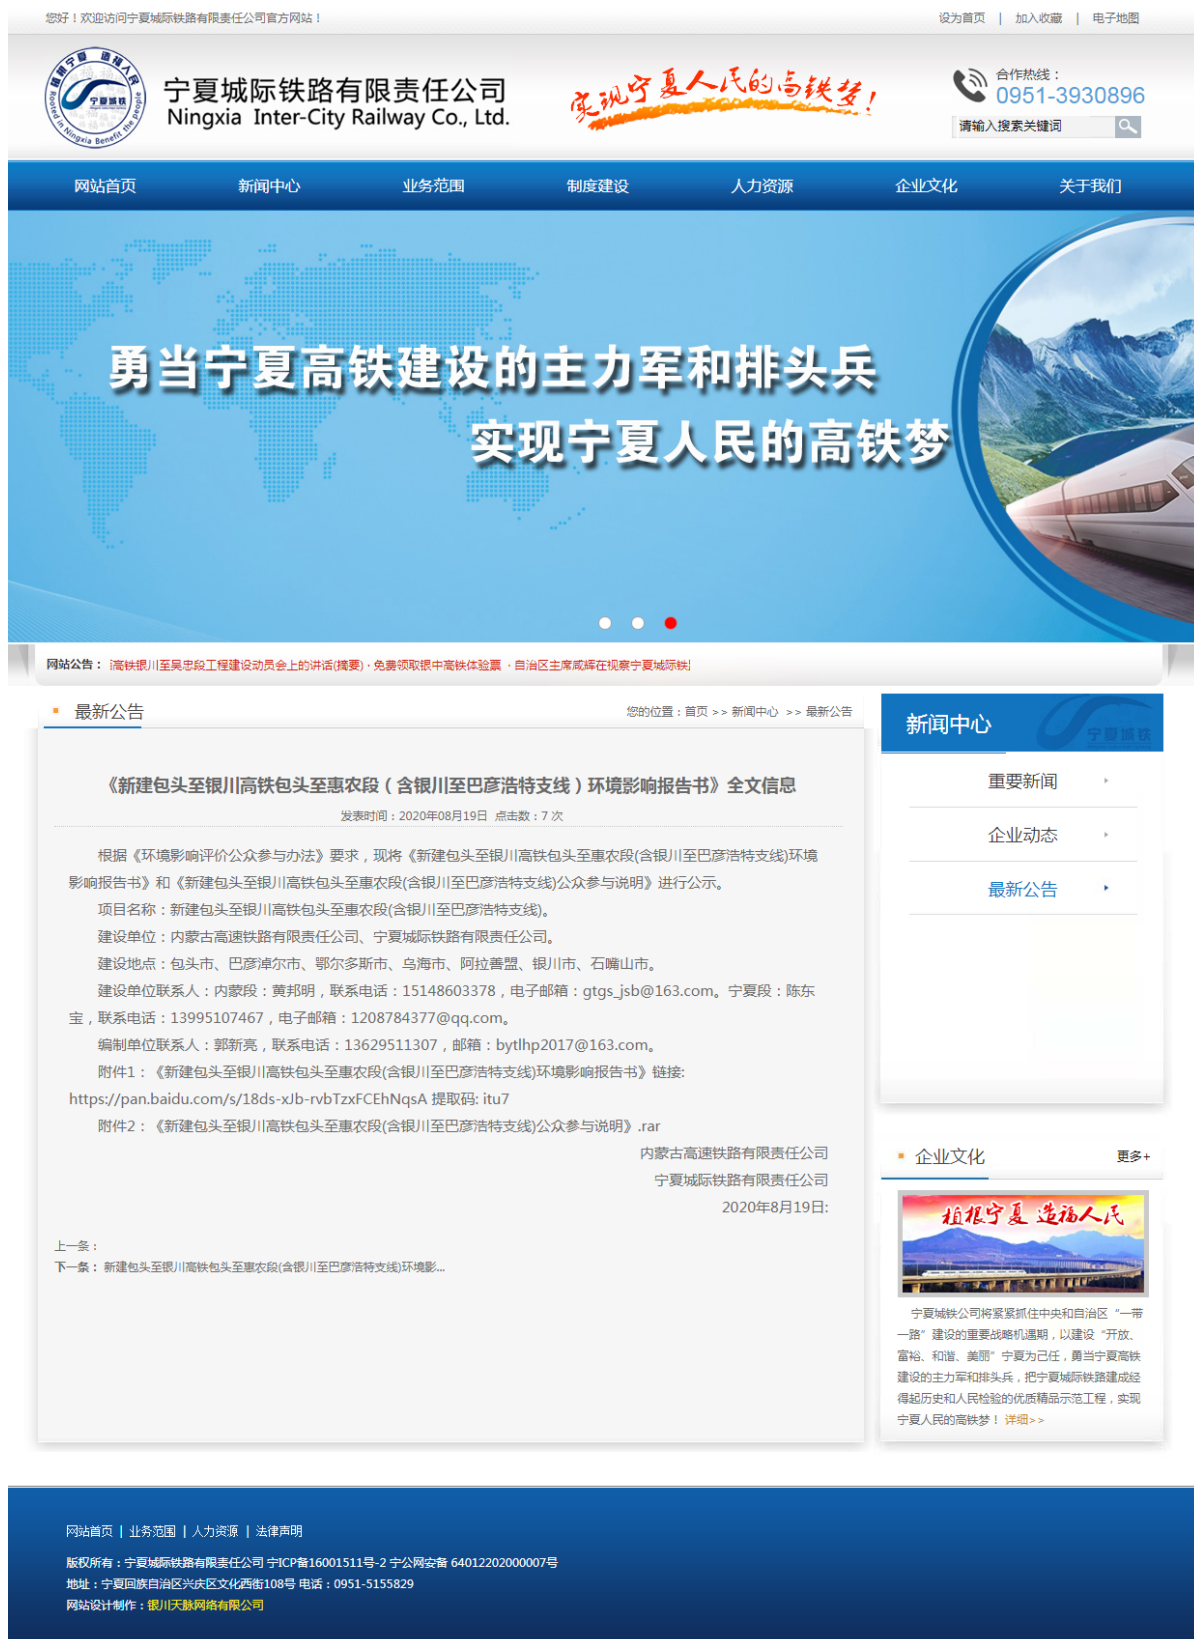 您好！欢迎访问宁夏城际铁路有限责任公司官方网站！
设为首页 | 加入收藏 | 电子地图
植根宁夏 造福人民
宁夏城铁
Rooted in Ningxia Benefit the people
宁夏城际铁路有限责任公司
Ningxia Inter-City Railway Co., Ltd.
实现宁夏人民的高铁梦！
合作热线：
0951-3930896
请输入搜索关键词
网站首页 新闻中心 业务范围 制度建设 人力资源 企业文化 关于我们
勇当宁夏高铁建设的主力军和排头兵
实现宁夏人民的高铁梦
网站公告： 高铁银川至吴忠段工程建设动员会上的讲话(摘要) · 免费领取银中高铁体验票 · 自治区主席咸辉在视察宁夏城际铁
最新公告
您的位置：首页 >> 新闻中心 >> 最新公告
《新建包头至银川高铁包头至惠农段（含银川至巴彦浩特支线）环境影响报告书》全文信息
发表时间：2020年08月19日 点击数：7 次
根据《环境影响评价公众参与办法》要求，现将《新建包头至银川高铁包头至惠农段(含银川至巴彦浩特支线)环境
影响报告书》和《新建包头至银川高铁包头至惠农段(含银川至巴彦浩特支线)公众参与说明》进行公示。
项目名称：新建包头至银川高铁包头至惠农段(含银川至巴彦浩特支线)。
建设单位：内蒙古高速铁路有限责任公司、宁夏城际铁路有限责任公司。
建设地点：包头市、巴彦淖尔市、鄂尔多斯市、乌海市、阿拉善盟、银川市、石嘴山市。
建设单位联系人：内蒙段：黄邦明，联系电话：15148603378，电子邮箱：gtgs_jsb@163.com。宁夏段：陈东
宝，联系电话：13995107467，电子邮箱：1208784377@qq.com。
编制单位联系人：郭新亮，联系电话：13629511307，邮箱：bytlhp2017@163.com。
附件1：《新建包头至银川高铁包头至惠农段(含银川至巴彦浩特支线)环境影响报告书》链接:
https://pan.baidu.com/s/18ds-xJb-rvbTzxFCEhNqsA 提取码: itu7
附件2：《新建包头至银川高铁包头至惠农段(含银川至巴彦浩特支线)公众参与说明》.rar
内蒙古高速铁路有限责任公司
宁夏城际铁路有限责任公司
2020年8月19日:
上一条：
下一条： 新建包头至银川高铁包头至惠农段(含银川至巴彦浩特支线)环境影...
新闻中心
宁夏城铁
重要新闻
企业动态
最新公告
企业文化
更多+
植根宁夏 造福人民
宁夏城铁公司将紧紧抓住中央和自治区“一带
一路”建设的重要战略机遇期，以建设“开放、
富裕、和谐、美丽”宁夏为己任，勇当宁夏高铁
建设的主力军和排头兵，把宁夏城际铁路建成经
得起历史和人民检验的优质精品示范工程，实现
宁夏人民的高铁梦！ 详细>>
网站首页 | 业务范围 | 人力资源 | 法律声明
版权所有：宁夏城际铁路有限责任公司 宁ICP备16001511号-2 宁公网安备 64012202000007号
地址：宁夏回族自治区兴庆区文化西街108号 电话：0951-5155829
网站设计制作：银川天脉网络有限公司